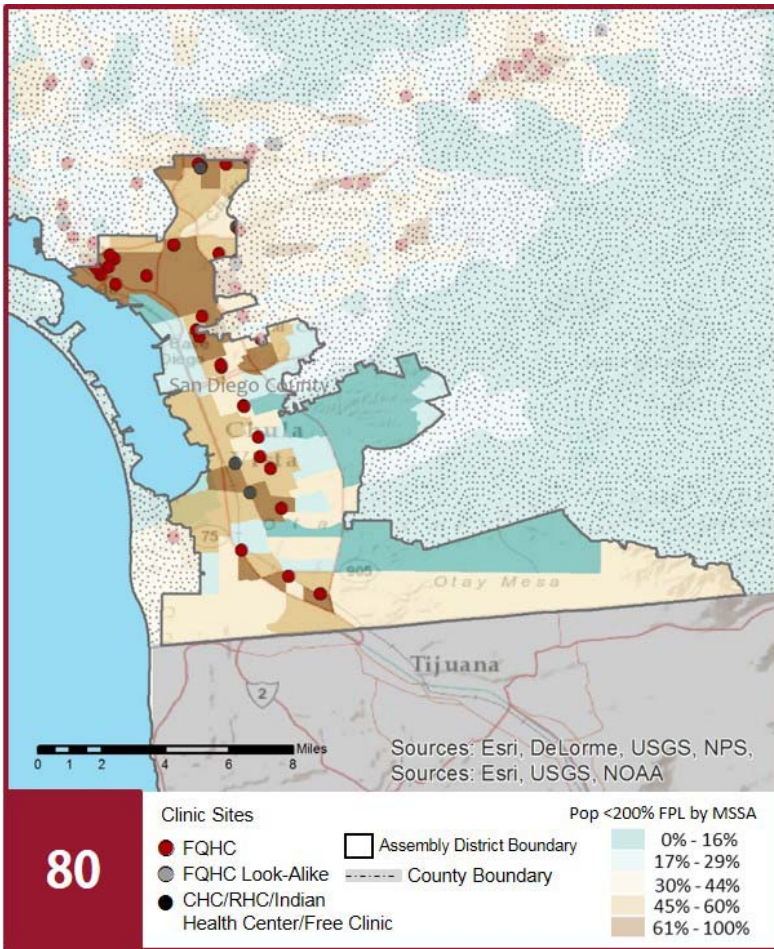 San Diego County
Chula
Vista
75
905
Otay Mesa
Tijuana
2
Miles
0 1 2 4 6 8
Sources: Esri, DeLorme, USGS, NPS,
Sources: Esri, USGS, NOAA
80
Clinic Sites
FQHC
FQHC Look-Alike
CHC/RHC/Indian
Health Center/Free Clinic
Assembly District Boundary
County Boundary
Pop <200% FPL by MSSA
0% - 16%
17% - 29%
30% - 44%
45% - 60%
61% - 100%